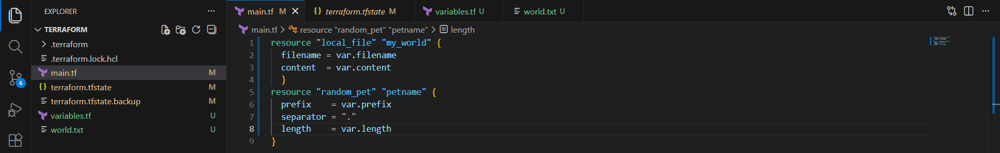 EXPLORER ···
TERRAFORM
.terraform
.terraform.lock.hcl
main.tf M
{} terraform.tfstate M
terraform.tfstate.backup M
variables.tf U
world.txt U
6
main.tf M
{} terraform.tfstate M
variables.tf U
world.txt U
···
main.tf > resource "random_pet" "petname" > length
1 resource "local_file" "my_world" {
2   filename = var.filename
3   content  = var.content
4   }
5 resource "random_pet" "petname" {
6   prefix    = var.prefix
7   separator = "."
8   length    = var.length
9 }